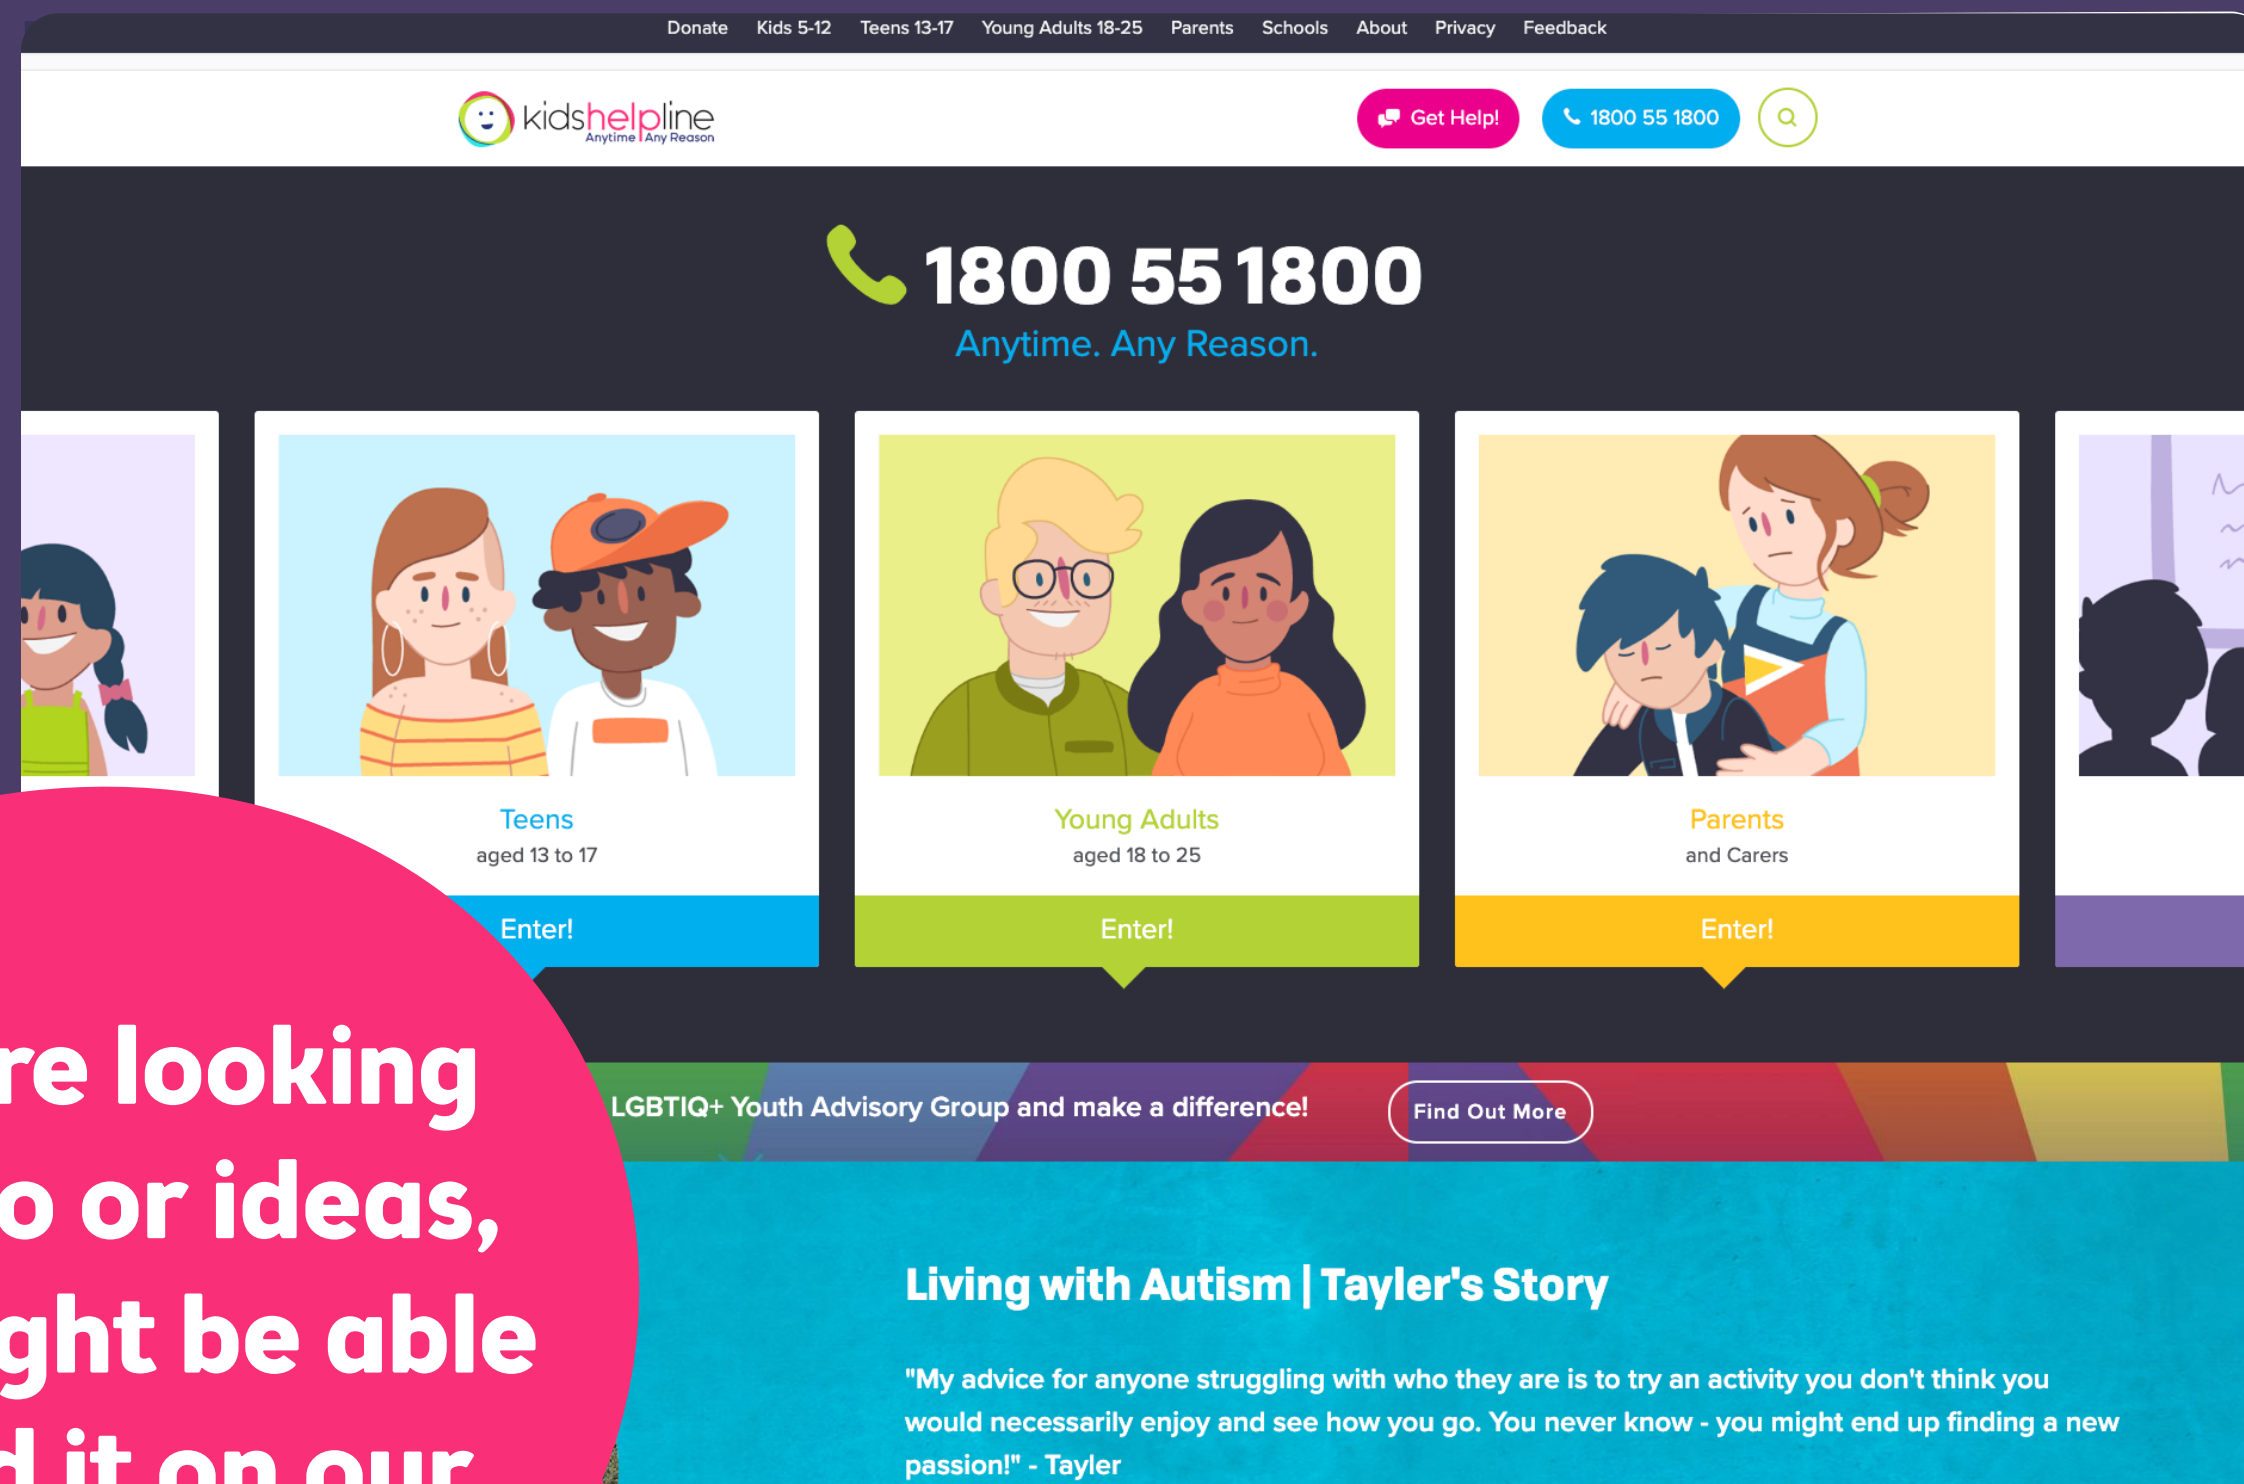 Donate Kids 5-12 Teens 13-17 Young Adults 18-25 Parents Schools About Privacy Feedback
kidshelpline
Anytime Any Reason
Get Help!
1800 55 1800
1800 55 1800
Anytime. Any Reason.
Teens
aged 13 to 17
Enter!
Young Adults
aged 18 to 25
Enter!
Parents
and Carers
Enter!
LGBTIQ+ Youth Advisory Group and make a difference!
Find Out More
re looking
o or ideas,
ght be able
d it on our
Living with Autism | Tayler's Story
"My advice for anyone struggling with who they are is to try an activity you don't think you
would necessarily enjoy and see how you go. You never know - you might end up finding a new
passion!" - Tayler